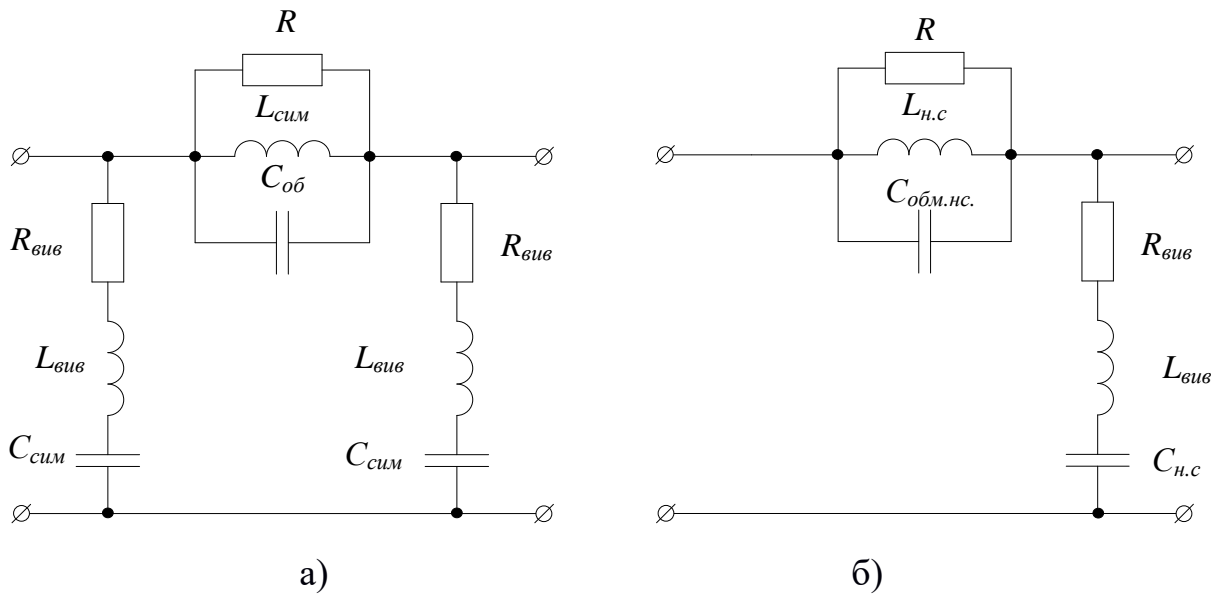 R
L сим
C об
R вив
R вив
L вив
L вив
C сим
C сим
а)
R
L н.с
C обм.нс.
R вив
L вив
C н.с
б)